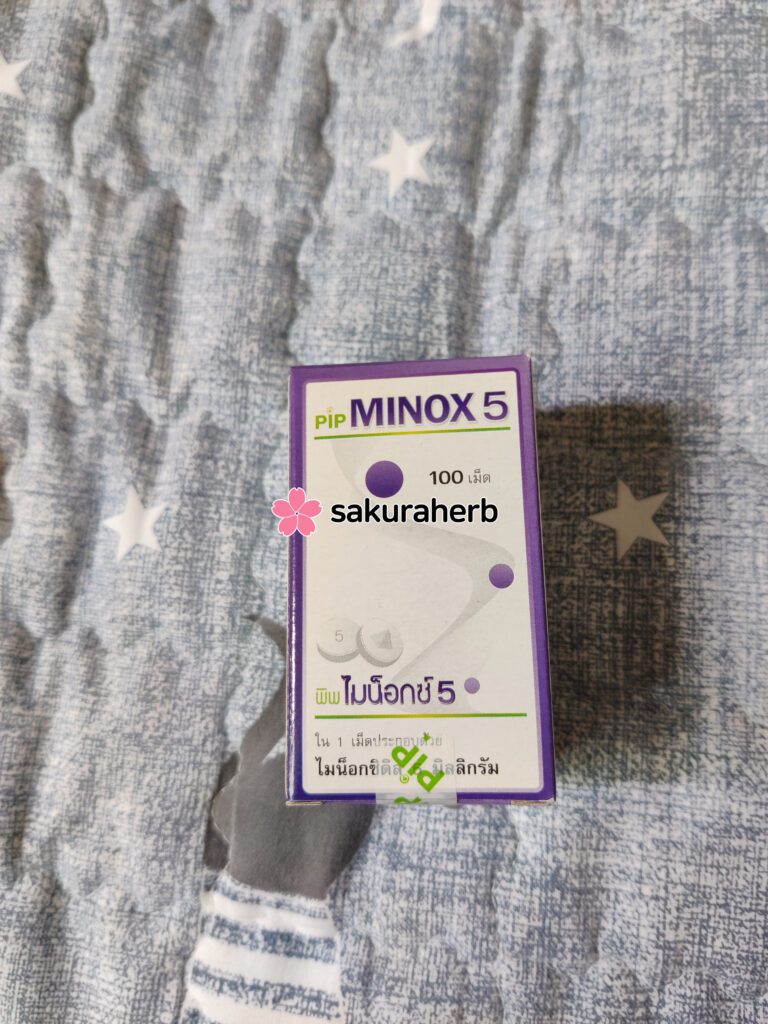 PiP MINOX 5
100 เม็ด
sakuraherb
5
พิพ ไมน็อกซ์ 5
ใน 1 เม็ดประกอบด้วย
ไมน็อกซิดิล มิลลิกรัม
PIP